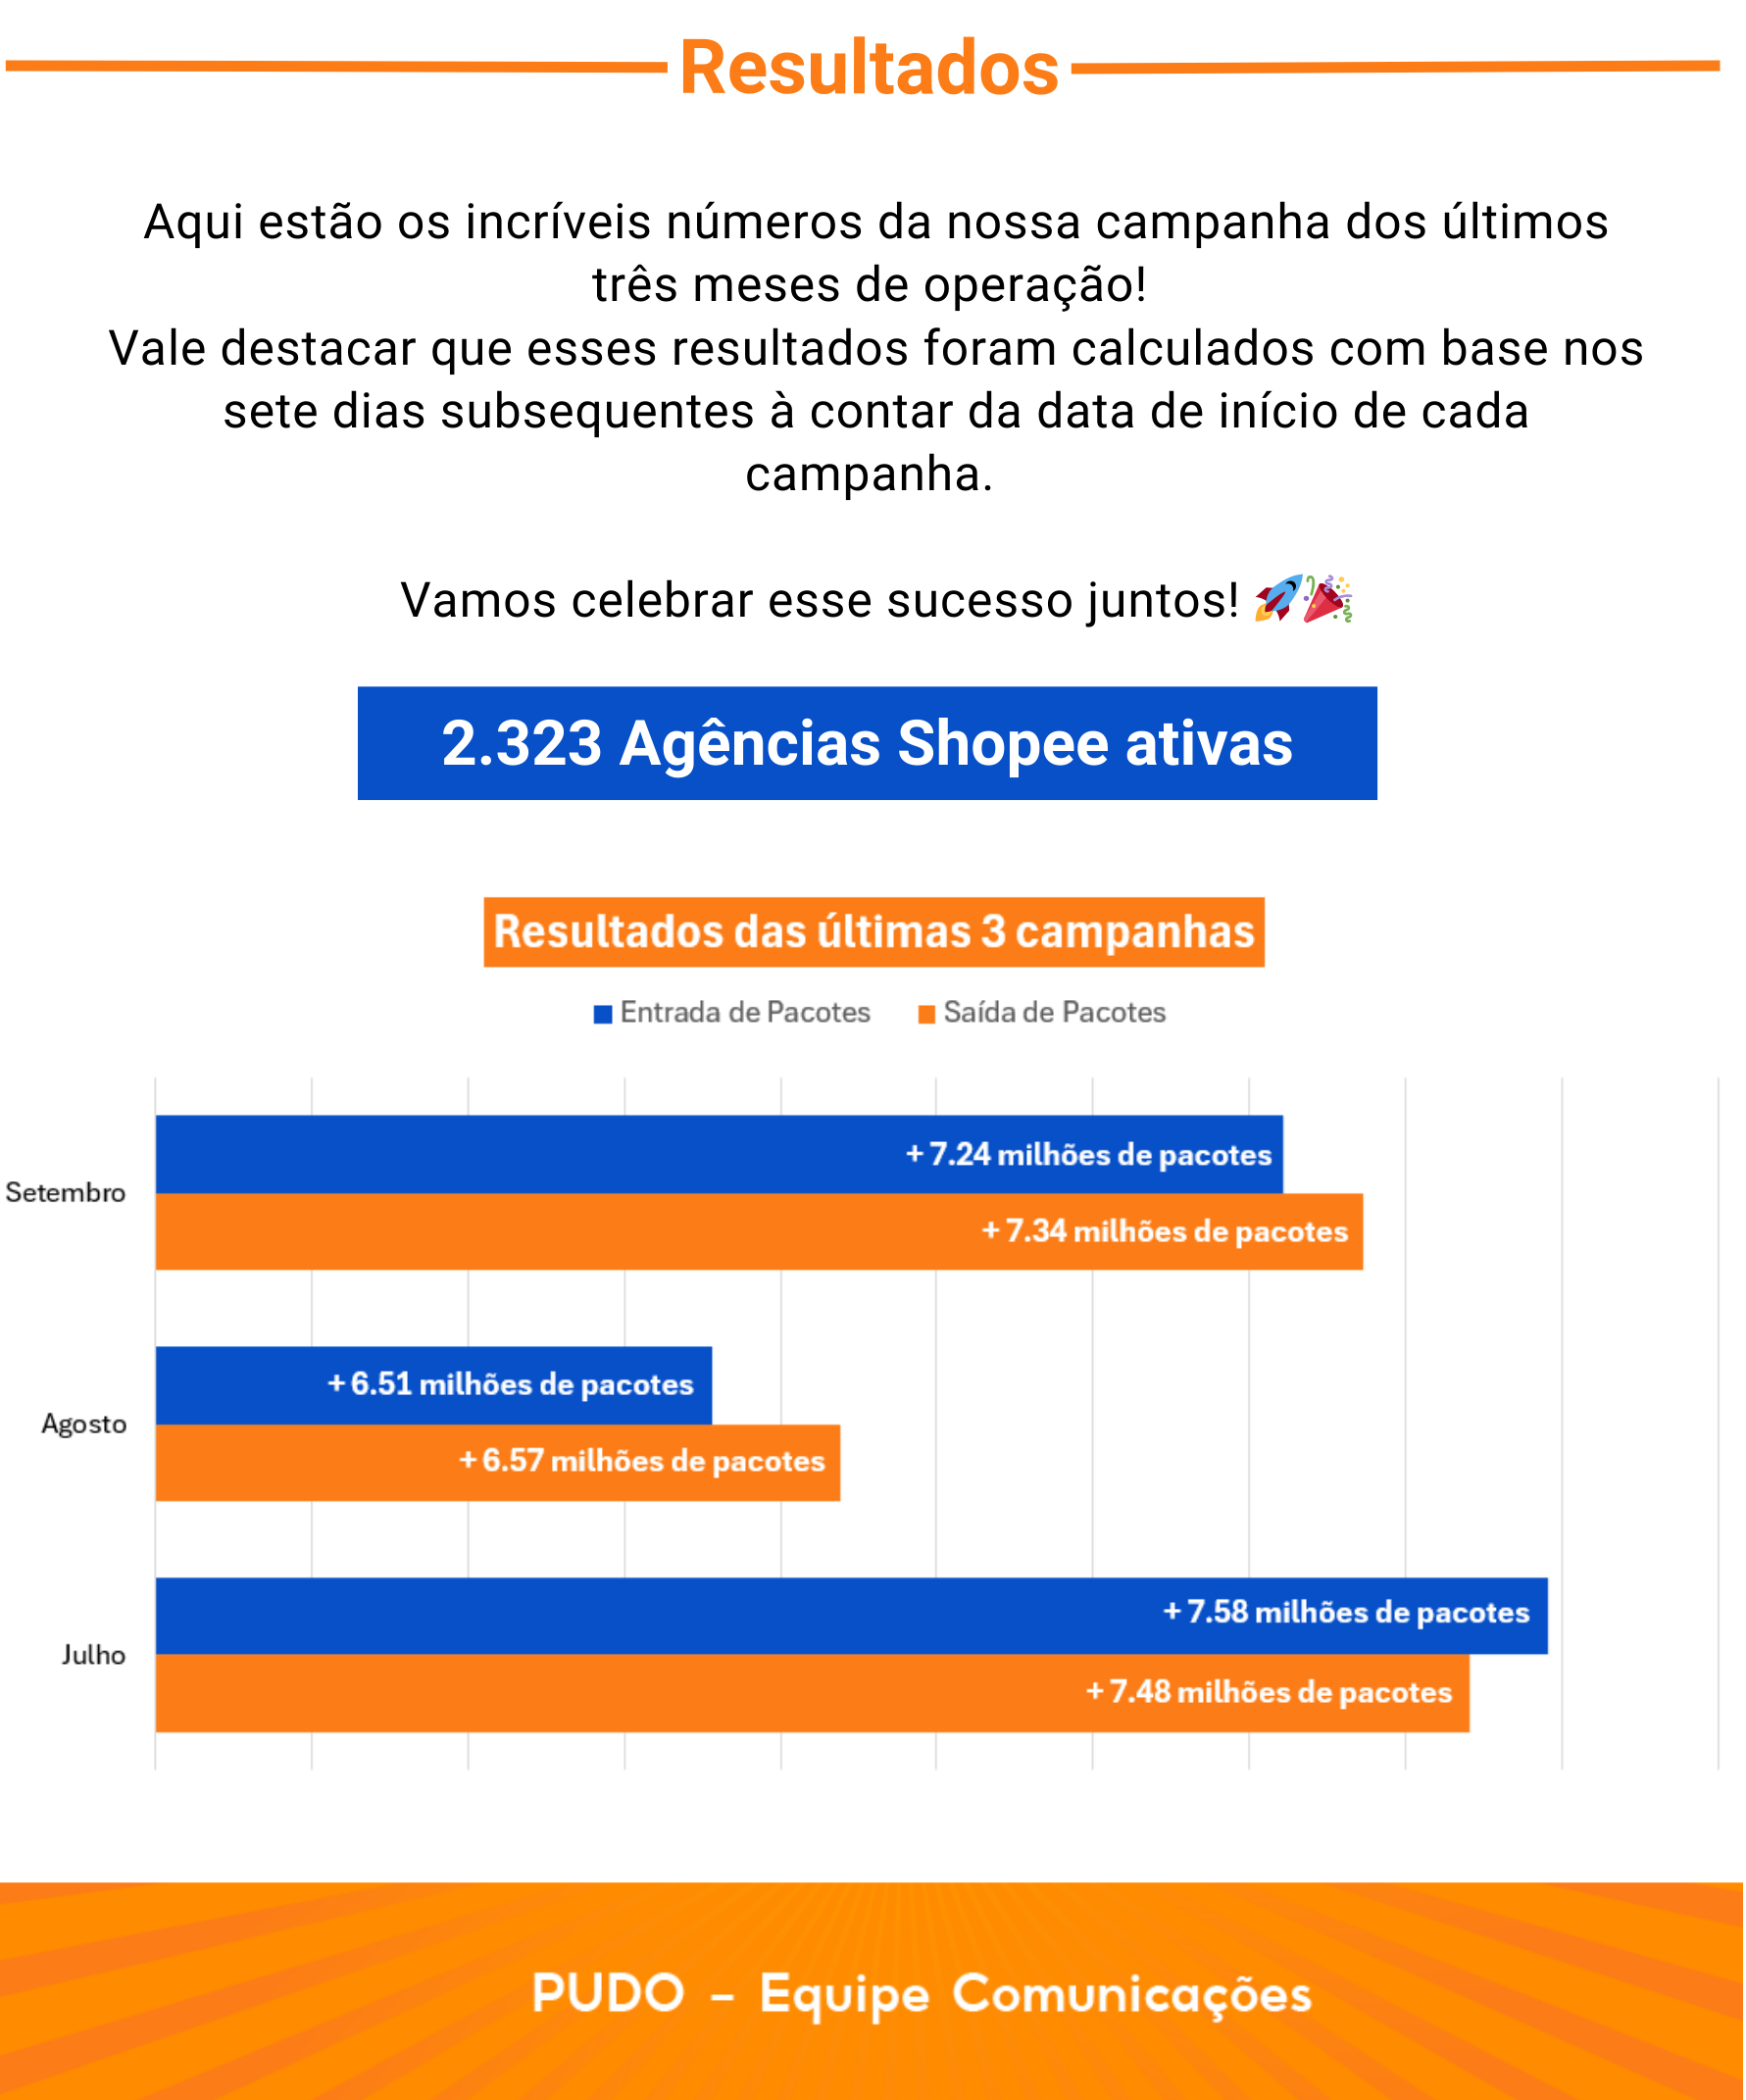 Resultados
Aqui estão os incríveis números da nossa campanha dos últimos
três meses de operação!
Vale destacar que esses resultados foram calculados com base nos
sete dias subsequentes à contar da data de início de cada
campanha.
Vamos celebrar esse sucesso juntos! 🚀🎉
2.323 Agências Shopee ativas
Resultados das últimas 3 campanhas
Entrada de Pacotes
Saída de Pacotes
Setembro
+ 7.24 milhões de pacotes
+ 7.34 milhões de pacotes
Agosto
+ 6.51 milhões de pacotes
+ 6.57 milhões de pacotes
Julho
+ 7.58 milhões de pacotes
+ 7.48 milhões de pacotes
PUDO - Equipe Comunicações